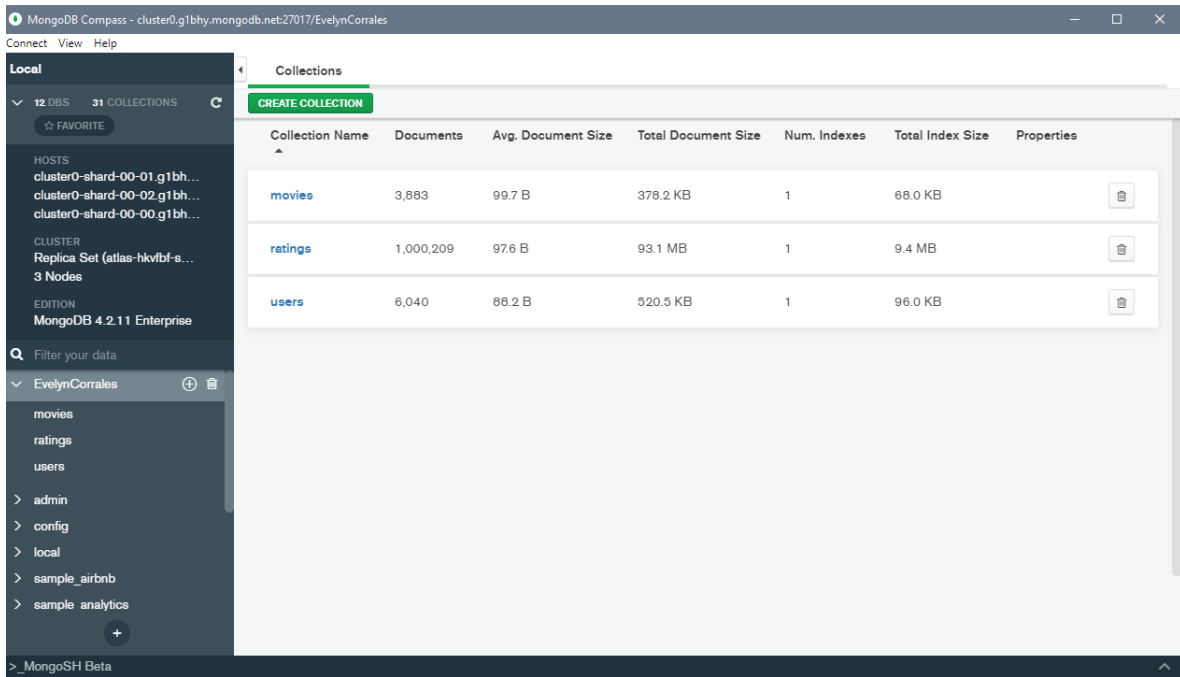 MongoDB Compass - cluster0.g1bhy.mongodb.net:27017/EvelynCorrales
Connect View Help
Local
12 DBS 31 COLLECTIONS
FAVORITE
HOSTS
cluster0-shard-00-01.g1bh...
cluster0-shard-00-02.g1bh...
cluster0-shard-00-00.g1bh...
CLUSTER
Replica Set (atlas-hkvfbf-s...
3 Nodes
EDITION
MongoDB 4.2.11 Enterprise
Filter your data
EvelynCorrales
movies
ratings
users
admin
config
local
sample_airbnb
sample analytics
+
Collections
CREATE COLLECTION
Collection Name Documents Avg. Document Size Total Document Size Num. Indexes Total Index Size Properties
movies 3,883 99.7 B 378.2 KB 1 68.0 KB
ratings 1,000,209 97.6 B 93.1 MB 1 9.4 MB
users 6,040 88.2 B 520.5 KB 1 96.0 KB
>_MongoSH Beta